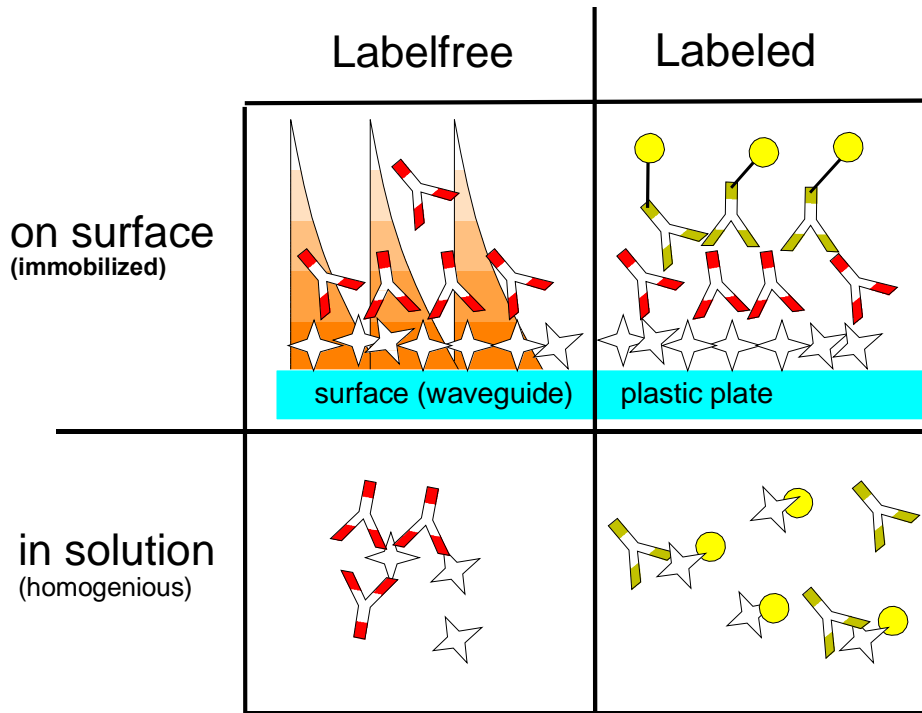 Labelfree
Labeled
on surface
(immobilized)
surface (waveguide)
plastic plate
in solution
(homogenious)